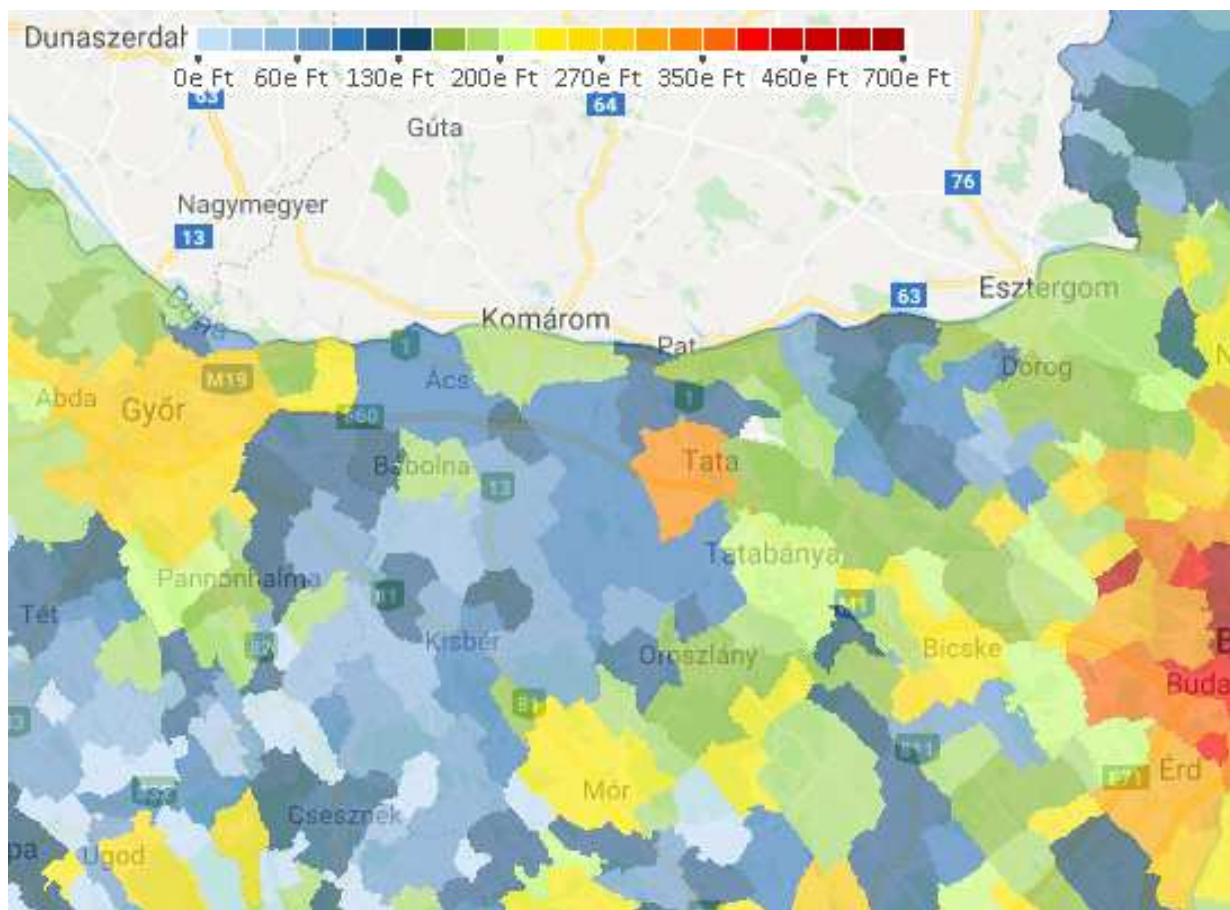 Dunaszerdah
0e Ft 60e Ft 130e Ft 200e Ft 270e Ft 350e Ft 460e Ft 700e Ft
63
64
Gúta
76
Nagymegyer
13
Duna
63
Esztergom
Komárom
Pat
1
Dorog
M19
Ács
Abda
Győr
1
Bábolna
Tata
13
Tatabánya
Pannonhalma
M1
Tét
Kisbér
Oroszlány
Bicske
Buda
81
Érd
Mór
Csesznek
pa
Ugod